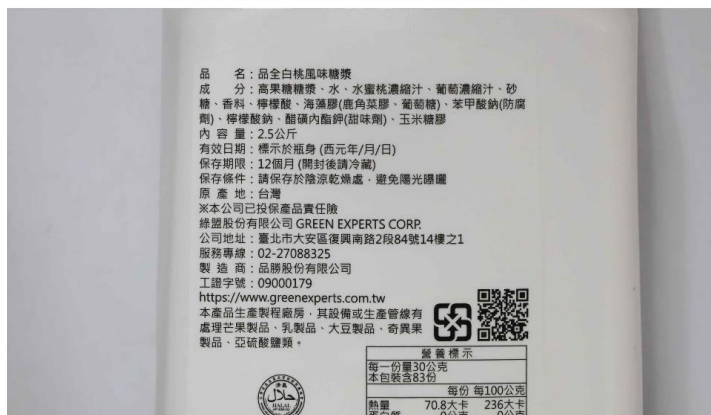 品　　名：品全白桃風味糖漿
成　　分：高果糖糖漿、水、水蜜桃濃縮汁、葡萄濃縮汁、砂
糖、香料、檸檬酸、海藻膠(鹿角菜膠、葡萄糖)、苯甲酸鈉(防腐
劑)、檸檬酸鈉、醋磺內酯鉀(甜味劑)、玉米糖膠
內 容 量：2.5公斤
有效日期：標示於瓶身 (西元年/月/日)
保存期限：12個月 (開封後請冷藏)
保存條件：請保存於陰涼乾燥處，避免陽光曝曬
原 產 地：台灣
※本公司已投保產品責任險
綠盟股份有限公司 GREEN EXPERTS CORP.
公司地址：臺北市大安區復興南路2段84號14樓之1
服務專線：02-27088325
製 造 商：品勝股份有限公司
工證字號：09000179
https://www.greenexperts.com.tw
本產品生產製程廠房，其設備或生產管線有
處理芒果製品、乳製品、大豆製品、奇異果
製品、亞硫酸鹽類。
營養標示
每一份量30公克
本包裝含83份
每份 每100公克
熱量 70.8大卡 236大卡
蛋白質 0公克 0公克
HALAL